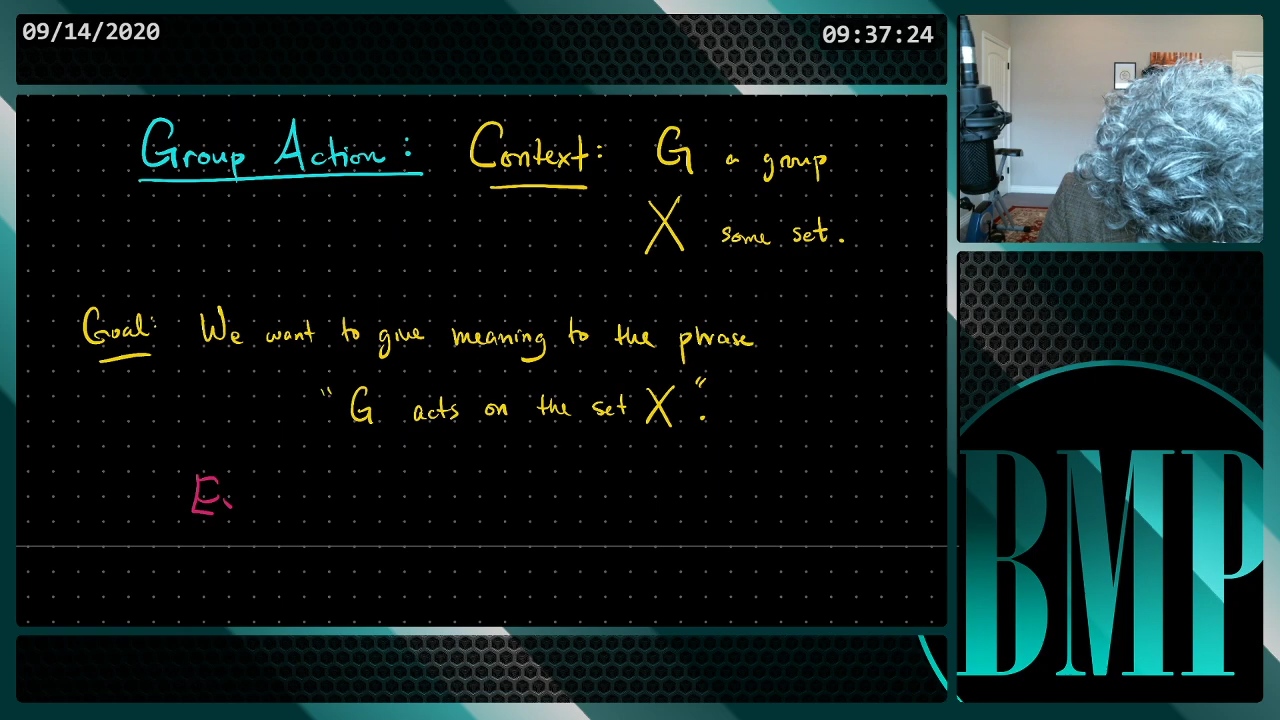 09/14/2020
09:37:24
Group Action: Context: G a group
X some set.
Goal: We want to give meaning to the phrase
"G acts on the set X".
E
BMP